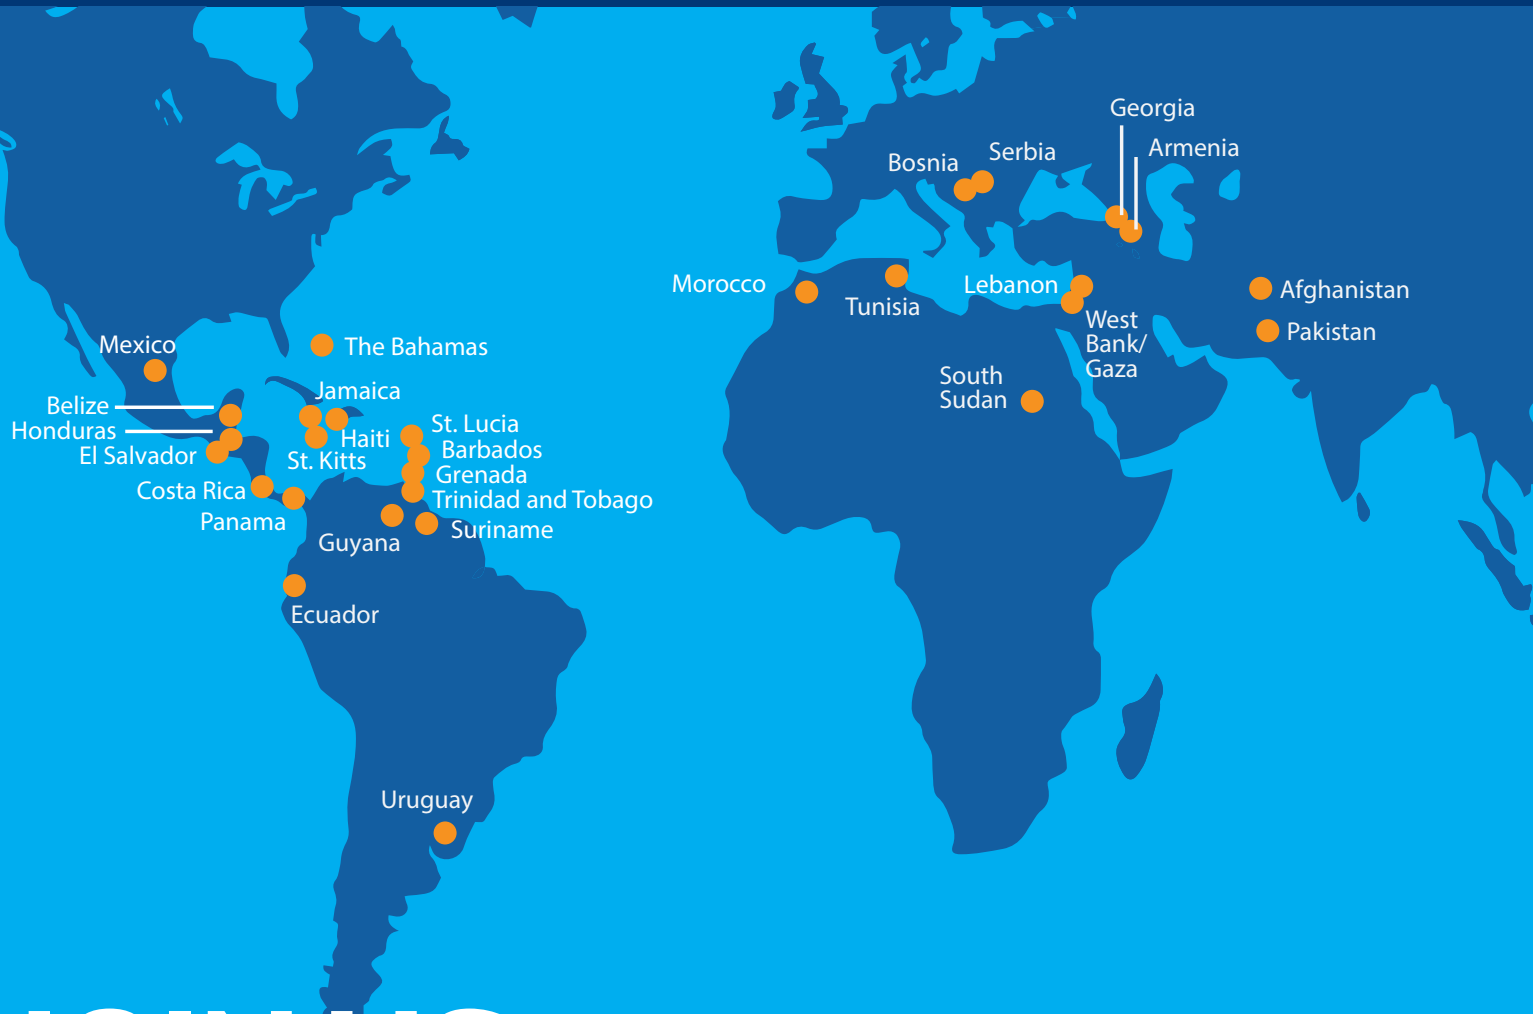 Georgia
Armenia
Serbia
Bosnia
Morocco
Tunisia
Lebanon
West
Bank/
Gaza
Afghanistan
Pakistan
South
Sudan
Mexico
The Bahamas
Jamaica
Belize
Honduras
El Salvador
Haiti
St. Kitts
St. Lucia
Barbados
Grenada
Trinidad and Tobago
Costa Rica
Panama
Guyana
Suriname
Ecuador
Uruguay